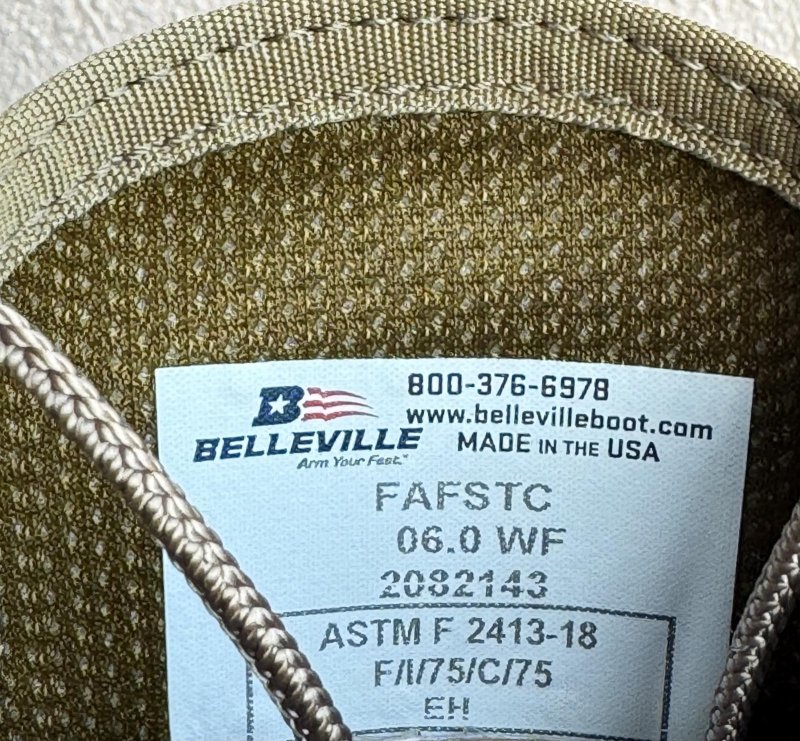 800-376-6978
www.bellevilleboot.com
BELLEVILLE MADE IN THE USA
Arm Your Feet.™
FAFSTC
06.0 WF
2082143
ASTM F 2413-18
F/I/75/C/75
EH